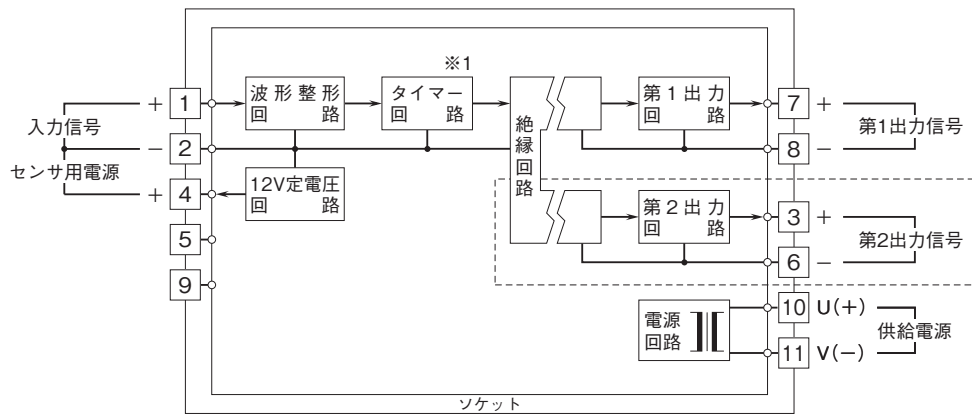 ※1
1
+
入力信号
2
−
センサ用電源
4
+
5
9
波形整形
回　　路
タイマー
回　　路
12V定電圧
回　　路
絶縁回路
第1出力
回　　路
第2出力
回　　路
電源
回路
7
+
第1出力信号
8
−
3
+
第2出力信号
6
−
10
U(+)
供給電源
11
V(−)
ソケット